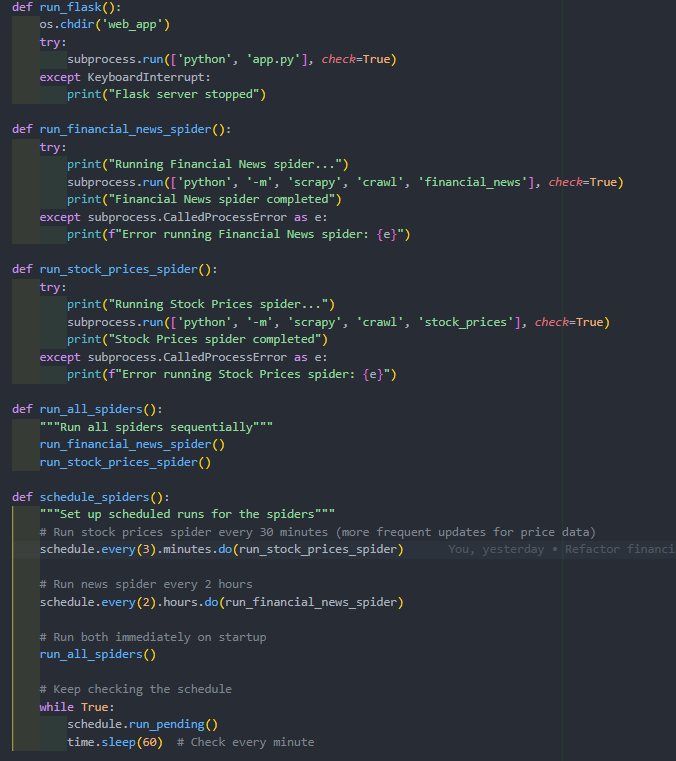 def run_flask():
    os.chdir('web_app')
    try:
        subprocess.run(['python', 'app.py'], check=True)
    except KeyboardInterrupt:
        print("Flask server stopped")

def run_financial_news_spider():
    try:
        print("Running Financial News spider...")
        subprocess.run(['python', '-m', 'scrapy', 'crawl', 'financial_news'], check=True)
        print("Financial News spider completed")
    except subprocess.CalledProcessError as e:
        print(f"Error running Financial News spider: {e}")

def run_stock_prices_spider():
    try:
        print("Running Stock Prices spider...")
        subprocess.run(['python', '-m', 'scrapy', 'crawl', 'stock_prices'], check=True)
        print("Stock Prices spider completed")
    except subprocess.CalledProcessError as e:
        print(f"Error running Stock Prices spider: {e}")

def run_all_spiders():
    """Run all spiders sequentially"""
    run_financial_news_spider()
    run_stock_prices_spider()

def schedule_spiders():
    """Set up scheduled runs for the spiders"""
    # Run stock prices spider every 30 minutes (more frequent updates for price data)
    schedule.every(3).minutes.do(run_stock_prices_spider)      You, yesterday • Refactor financi

    # Run news spider every 2 hours
    schedule.every(2).hours.do(run_financial_news_spider)

    # Run both immediately on startup
    run_all_spiders()

    # Keep checking the schedule
    while True:
        schedule.run_pending()
        time.sleep(60)  # Check every minute